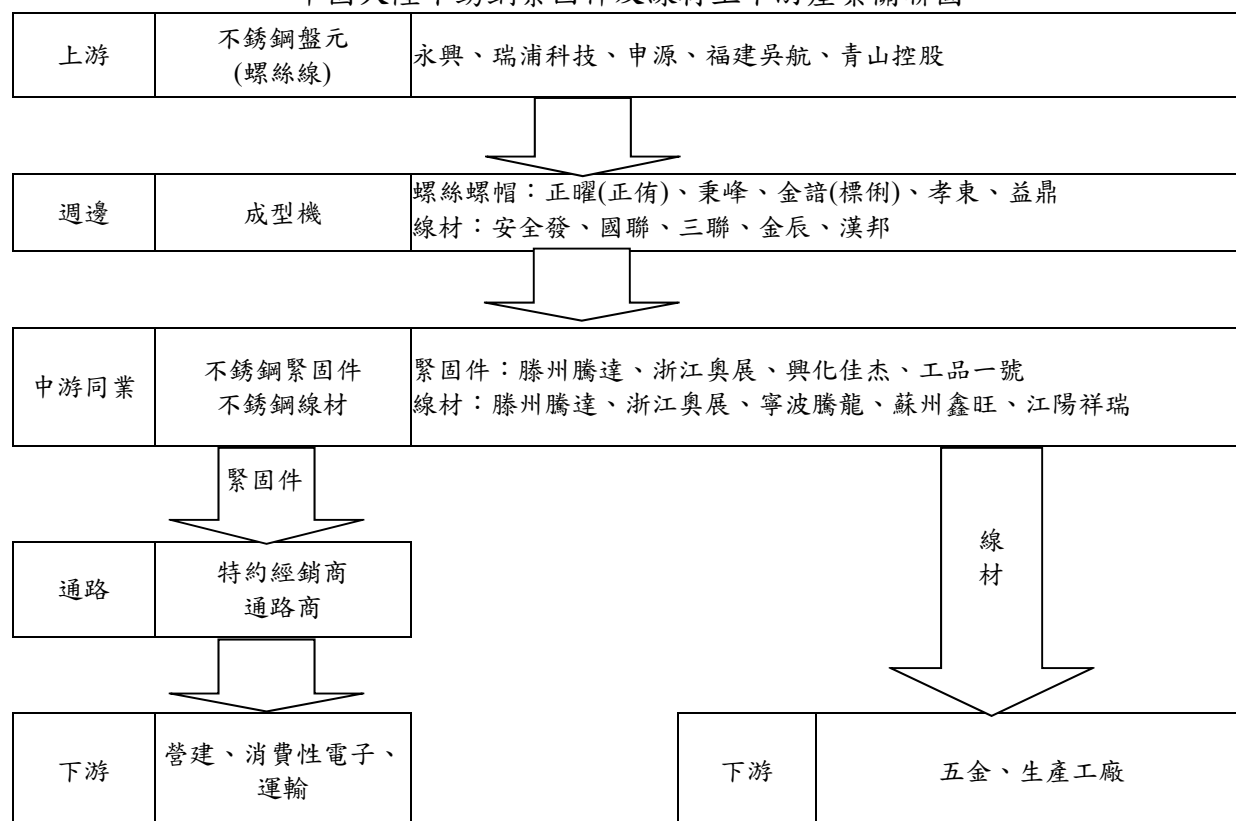 上游
不銹鋼盤元
(螺絲線)
永興、瑞浦科技、申源、福建吳航、青山控股
週邊
成型機
螺絲螺帽：正曜(正侑)、秉峰、金諳(標俐)、孝東、益鼎
線材：安全發、國聯、三聯、金辰、漢邦
中游同業
不銹鋼緊固件
不銹鋼線材
緊固件：滕州騰達、浙江奧展、興化佳杰、工品一號
線材：滕州騰達、浙江奧展、寧波騰龍、蘇州鑫旺、江陽祥瑞
緊固件
線
材
通路
特約經銷商
通路商
下游
營建、消費性電子、
運輸
下游
五金、生產工廠